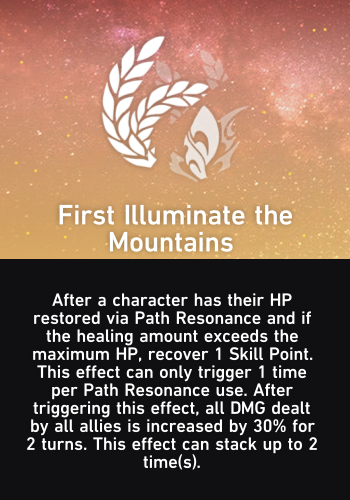 First Illuminate the
Mountains
After a character has their HP
restored via Path Resonance and if
the healing amount exceeds the
maximum HP, recover 1 Skill Point.
This effect can only trigger 1 time
per Path Resonance use. After
triggering this effect, all DMG dealt
by all allies is increased by 30% for
2 turns. This effect can stack up to 2
time(s).